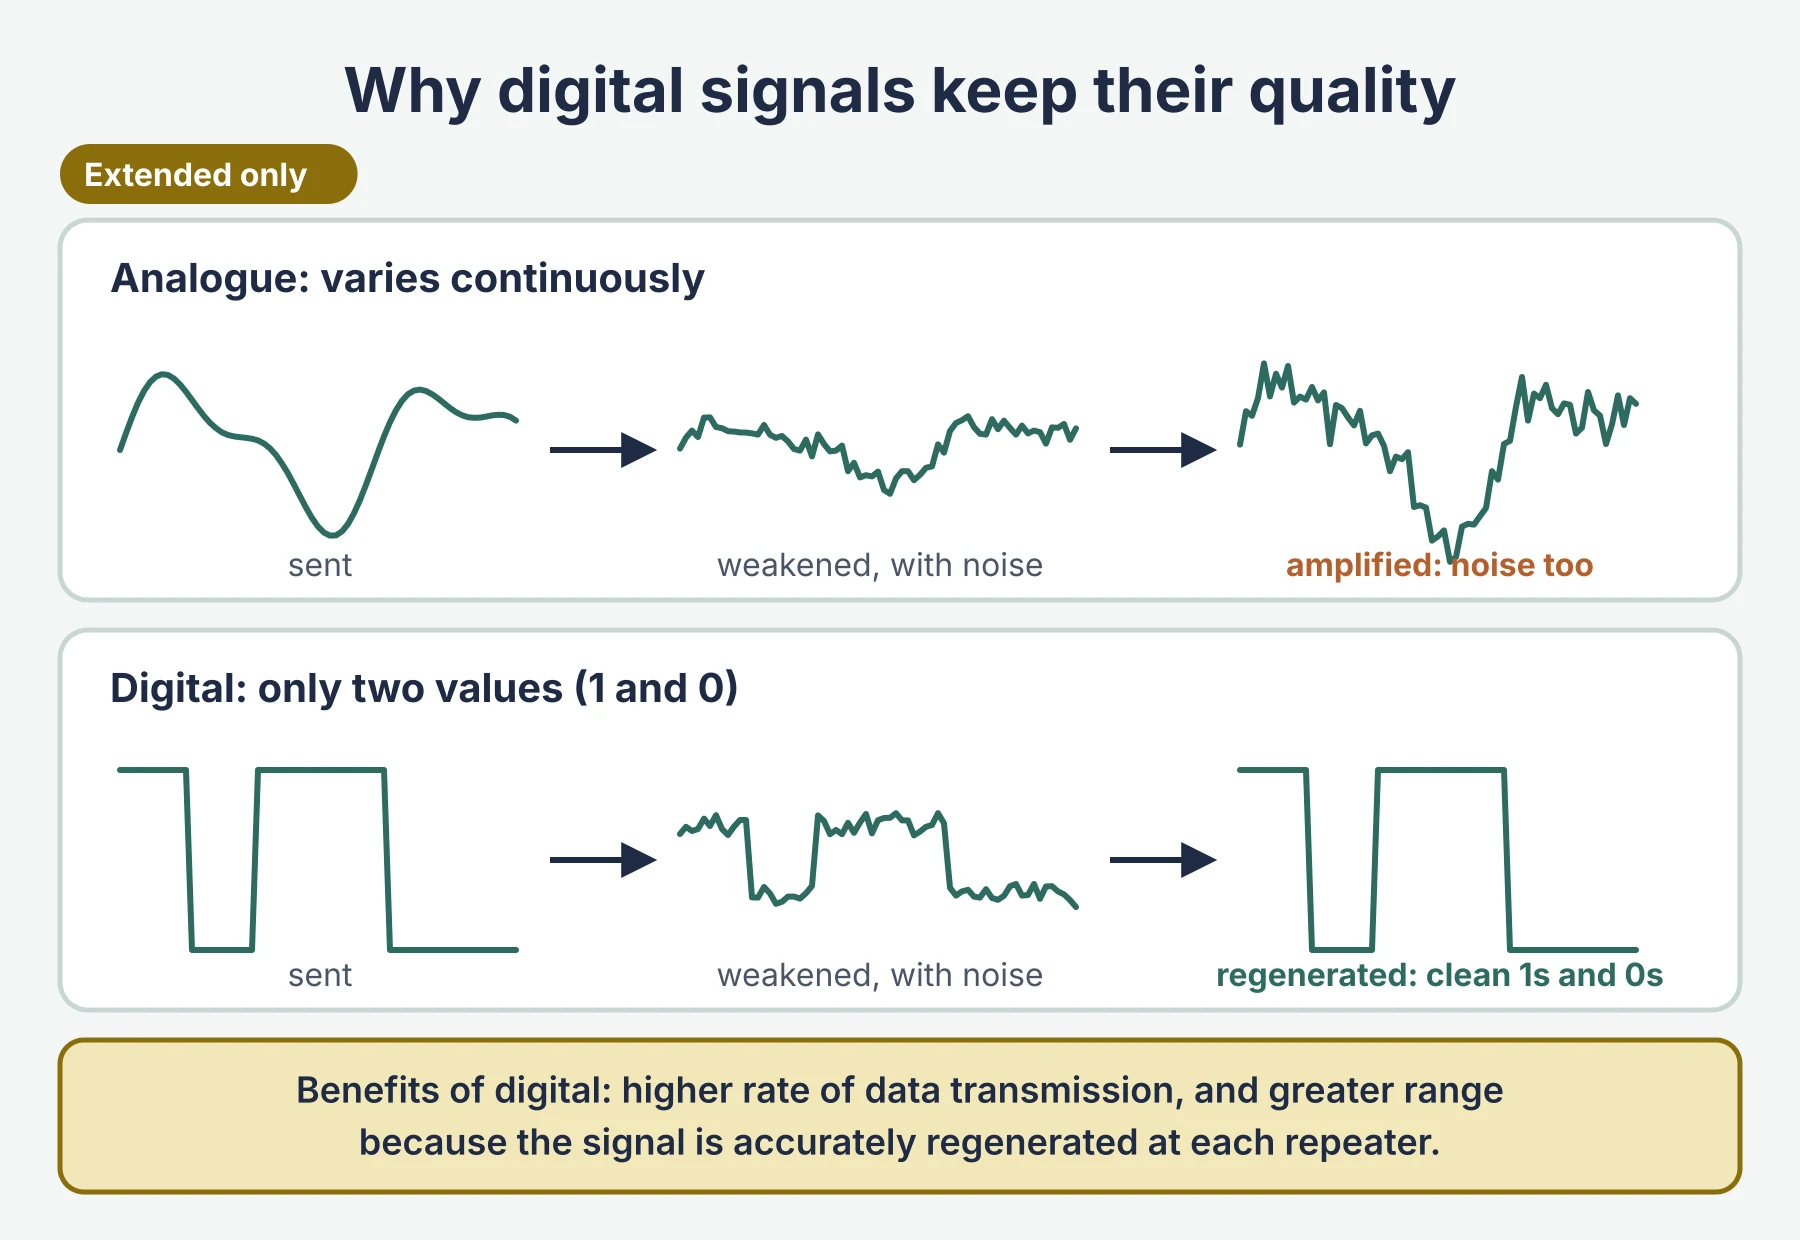 Why digital signals keep their quality
Extended only
Analogue: varies continuously
sent
weakened, with noise
amplified: noise too
Digital: only two values (1 and 0)
sent
weakened, with noise
regenerated: clean 1s and 0s
Benefits of digital: higher rate of data transmission, and greater range
because the signal is accurately regenerated at each repeater.